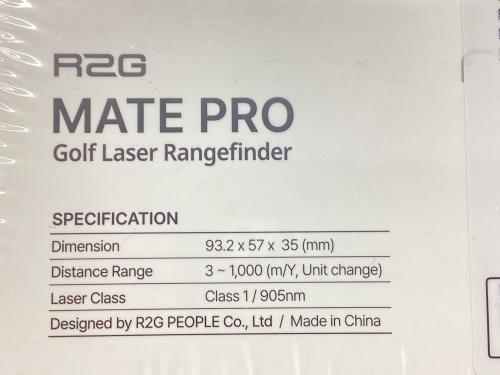 R2G
MATE PRO
Golf Laser Rangefinder
SPECIFICATION
Dimension 93.2 x 57 x 35 (mm)
Distance Range 3 ~ 1,000 (m/Y, Unit change)
Laser Class Class 1 / 905nm
Designed by R2G PEOPLE Co., Ltd / Made in China